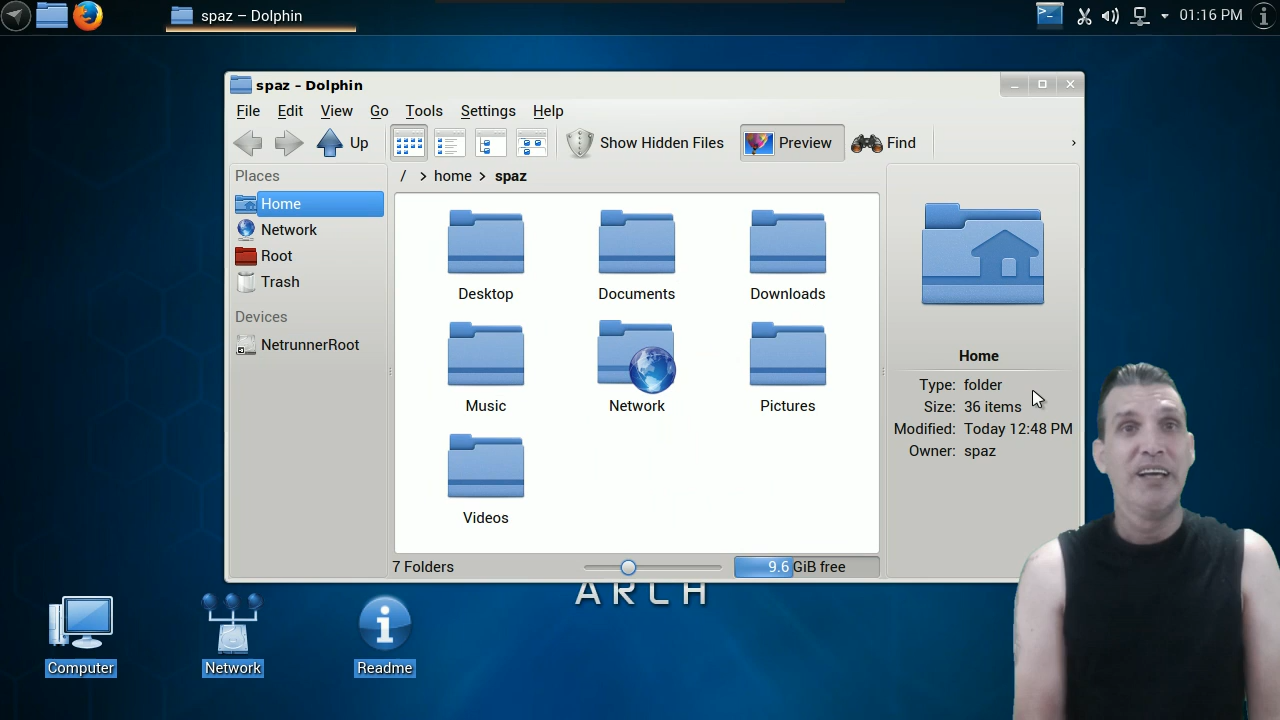 spaz – Dolphin
01:16 PM
spaz – Dolphin
File Edit View Go Tools Settings Help
Up Show Hidden Files Preview Find
Places
Home
Network
Root
Trash
Devices
NetrunnerRoot
/ > home > spaz
Desktop Documents Downloads
Music Network Pictures
Videos
7 Folders 9.6 GiB free
Home
Type: folder
Size: 36 items
Modified: Today 12:48 PM
Owner: spaz
ARCH
Computer Network Readme